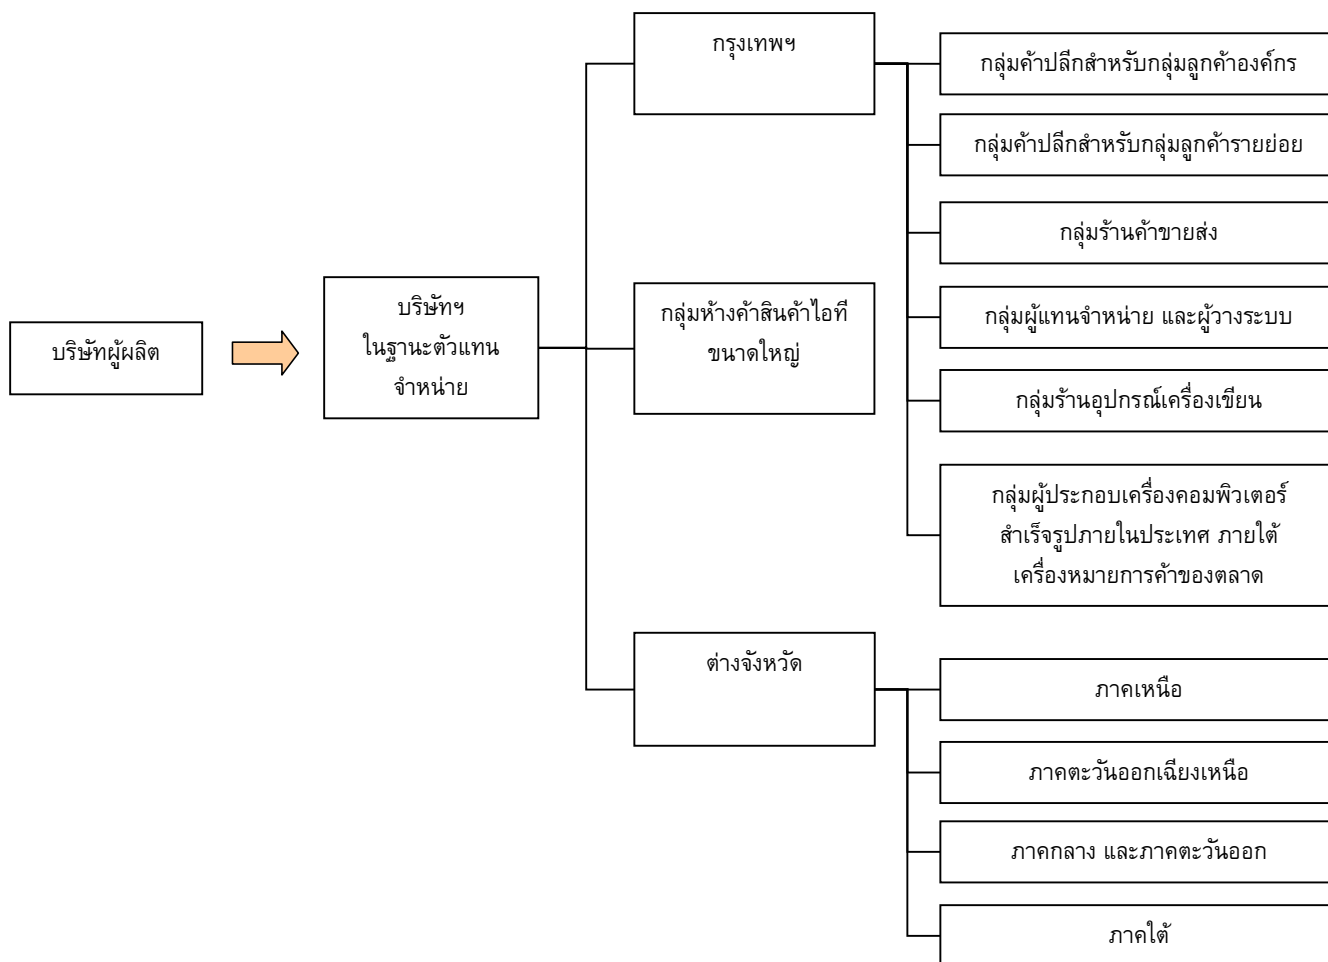 บริษัทผู้ผลิต
บริษัทฯ
ในฐานะตัวแทน
จำหน่าย
กรุงเทพฯ
กลุ่มค้าปลีกสำหรับกลุ่มลูกค้าองค์กร
กลุ่มค้าปลีกสำหรับกลุ่มลูกค้ารายย่อย
กลุ่มร้านค้าขายส่ง
กลุ่มผู้แทนจำหน่าย และผู้วางระบบ
กลุ่มร้านอุปกรณ์เครื่องเขียน
กลุ่มผู้ประกอบเครื่องคอมพิวเตอร์
สำเร็จรูปภายในประเทศ ภายใต้
เครื่องหมายการค้าของตลาด
กลุ่มห้างค้าสินค้าไอที
ขนาดใหญ่
ต่างจังหวัด
ภาคเหนือ
ภาคตะวันออกเฉียงเหนือ
ภาคกลาง และภาคตะวันออก
ภาคใต้